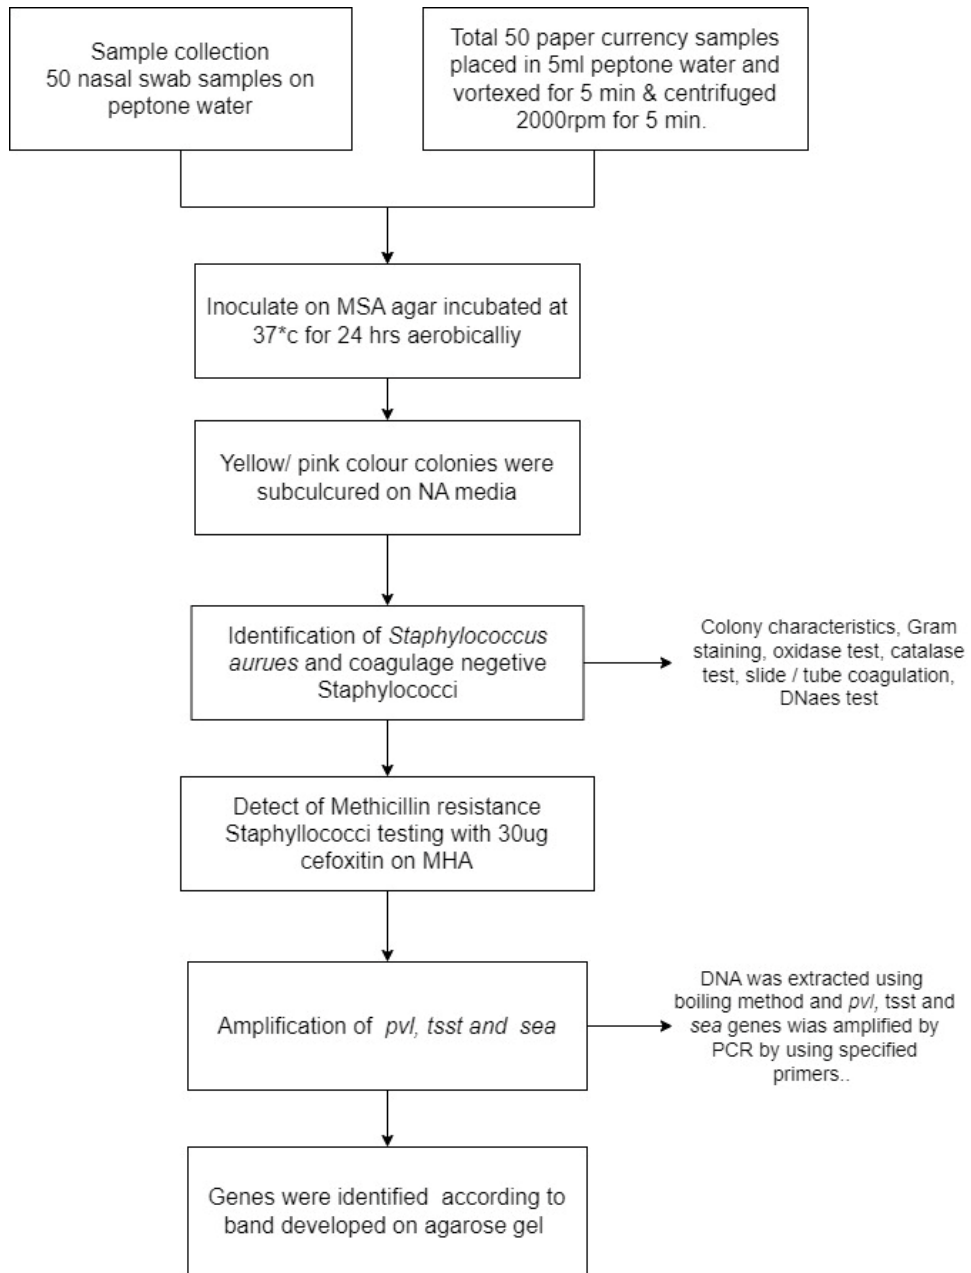 Sample collection
50 nasal swab samples on
peptone water
Total 50 paper currency samples
placed in 5ml peptone water and
vortexed for 5 min & centrifuged
2000rpm for 5 min.
Inoculate on MSA agar incubated at
37*c for 24 hrs aerobicalliy
Yellow/ pink colour colonies were
subculcured on NA media
Identification of Staphylococcus
aurues and coagulage negetive
Staphylococci
Colony characteristics, Gram
staining, oxidase test, catalase
test, slide / tube coagulation,
DNaes test
Detect of Methicillin resistance
Staphyllococci testing with 30ug
cefoxitin on MHA
Amplification of pvl, tsst and sea
DNA was extracted using
boiling method and pvl, tsst and
sea genes wias amplified by
PCR by using specified
primers..
Genes were identified according to
band developed on agarose gel